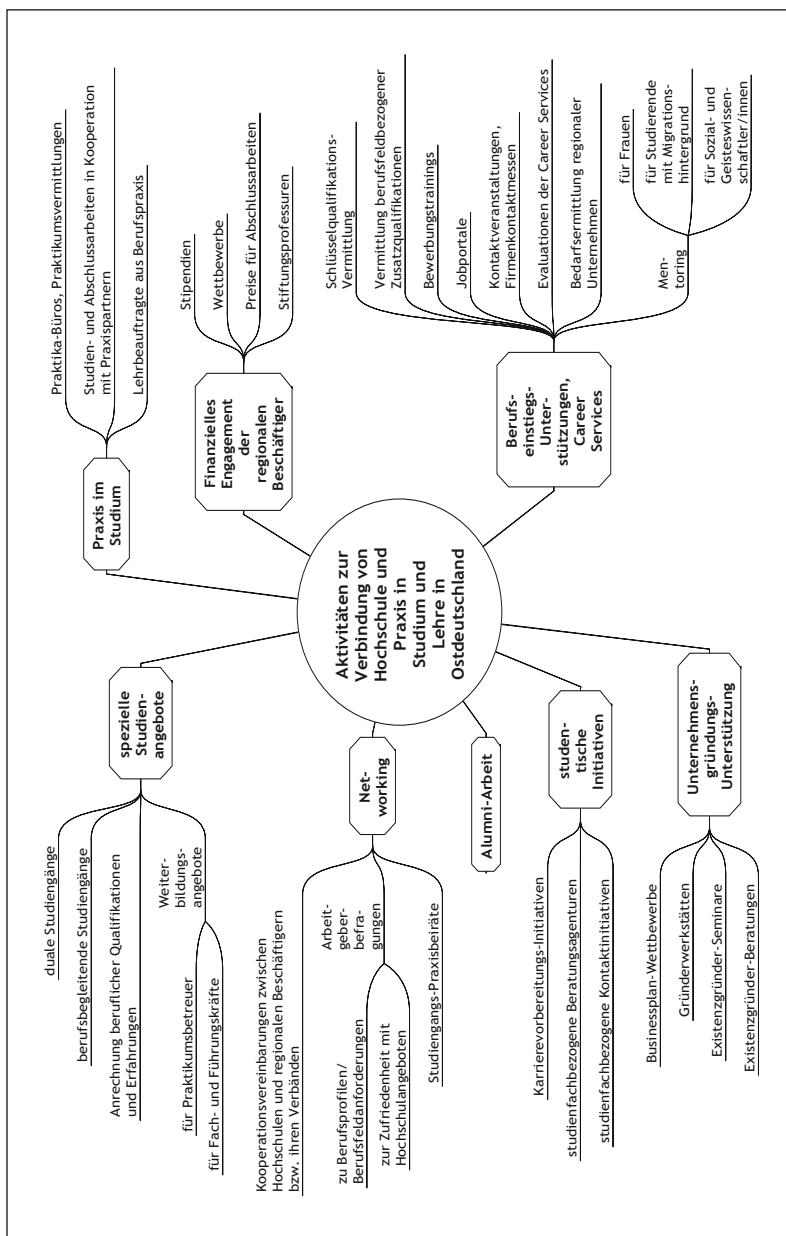 Aktivitäten zur
Verbindung von
Hochschule und
Praxis in
Studium und
Lehre in
Ostdeutschland
spezielle
Studien-
angebote
duale Studiengänge
berufsbegleitende Studiengänge
Anrechnung beruflicher Qualifikationen
und Erfahrungen
Weiter-
bildungs-
angebote
für Praktikumsbetreuer
für Fach- und Führungskräfte
Net-
working
Kooperationsvereinbarungen zwischen
Hochschulen und regionalen Beschäftigern
bzw. ihren Verbänden
Arbeit-
geber-
befra-
gungen
zu Berufsprofilen/
Berufsfeldanforderungen
zur Zufriedenheit mit
Hochschulangeboten
Studiengangs-Praxisbeiräte
Alumni-Arbeit
studen-
tische
Initiativen
Karrierevorbereitungs-Initiativen
studienfachbezogene Beratungsagenturen
studienfachbezogene Kontaktinitiativen
Unternehmens-
gründungs-
Unterstützung
Businessplan-Wettbewerbe
Gründerwerkstätten
Existenzgründer-Seminare
Existenzgründer-Beratungen
Praxis im
Studium
Praktika-Büros, Praktikumsvermittlungen
Studien- und Abschlussarbeiten in Kooperation
mit Praxispartnern
Lehrbeauftragte aus Berufspraxis
Finanzielles
Engagement
der
regionalen
Beschäftiger
Stipendien
Wettbewerbe
Preise für Abschlussarbeiten
Stiftungsprofessuren
Berufs-
einstiegs-
Unter-
stützungen,
Career
Services
Schlüsselqualifikations-
Vermittlung
Vermittlung berufsfeldbezogener
Zusatzqualifikationen
Bewerbungstrainings
Jobportale
Kontaktveranstaltungen,
Firmenkontaktmessen
Evaluationen der Career Services
Bedarfsermittlung regionaler
Unternehmen
Men-
toring
für Frauen
für Studierende
mit Migrations-
hintergrund
für Sozial- und
Geisteswissen-
schaftler/innen